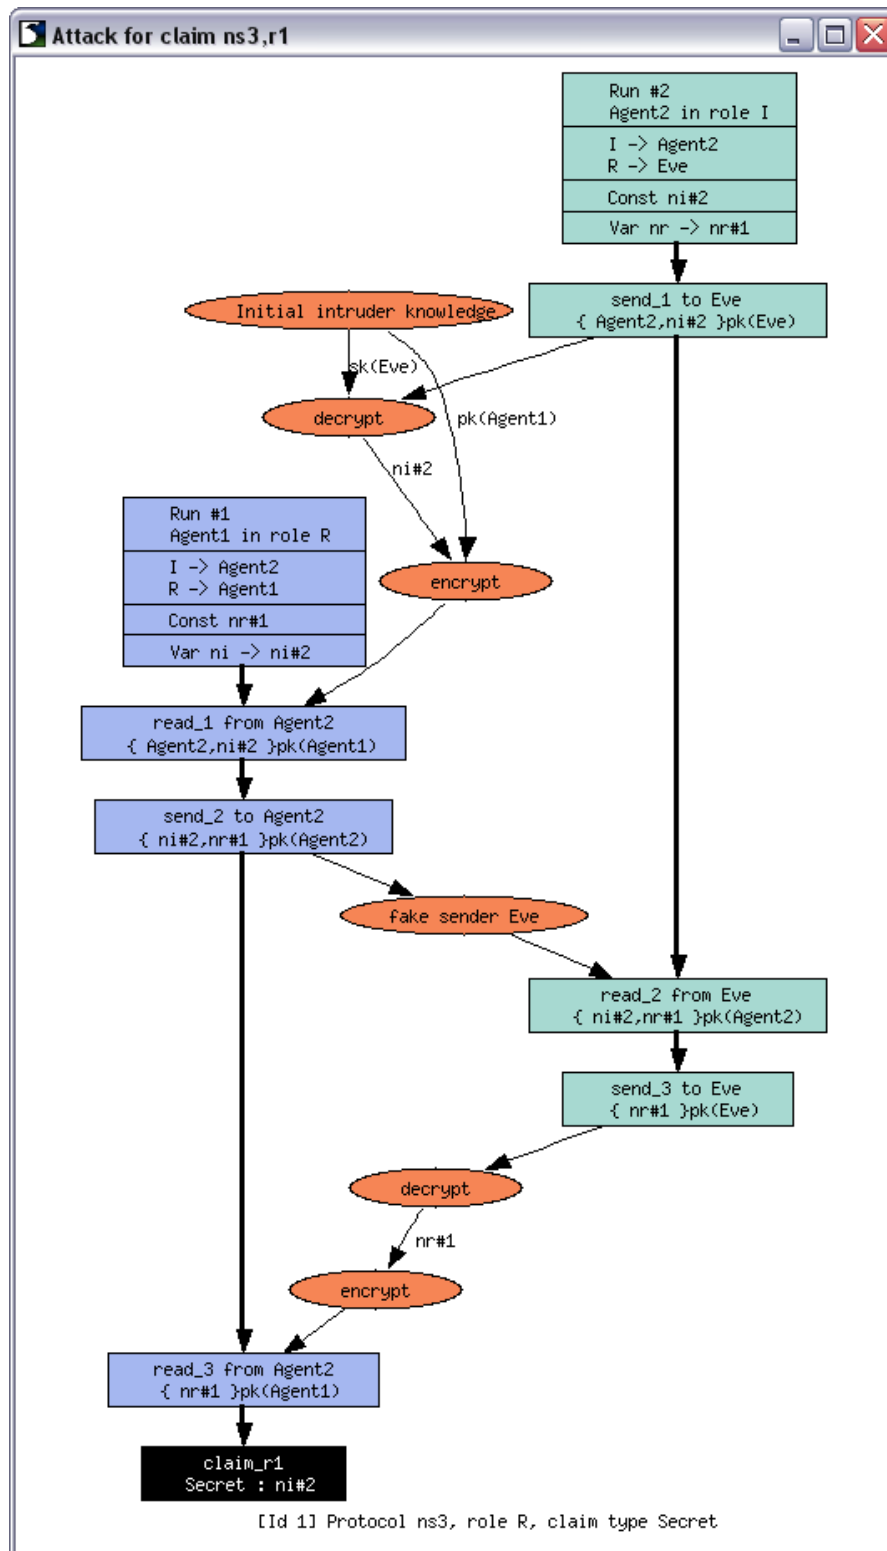 Attack for claim ns3,r1
Run #2
Agent2 in role I
I -> Agent2
R -> Eve
Const ni#2
Var nr -> nr#1
send_1 to Eve
{ Agent2,ni#2 }pk(Eve)
Initial intruder knowledge
sk(Eve)
decrypt
pk(Agent1)
ni#2
Run #1
Agent1 in role R
I -> Agent2
R -> Agent1
Const nr#1
Var ni -> ni#2
encrypt
read_1 from Agent2
{ Agent2,ni#2 }pk(Agent1)
send_2 to Agent2
{ ni#2,nr#1 }pk(Agent2)
fake sender Eve
read_2 from Eve
{ ni#2,nr#1 }pk(Agent2)
send_3 to Eve
{ nr#1 }pk(Eve)
decrypt
nr#1
encrypt
read_3 from Agent2
{ nr#1 }pk(Agent1)
claim_r1
Secret : ni#2
[Id 1] Protocol ns3, role R, claim type Secret